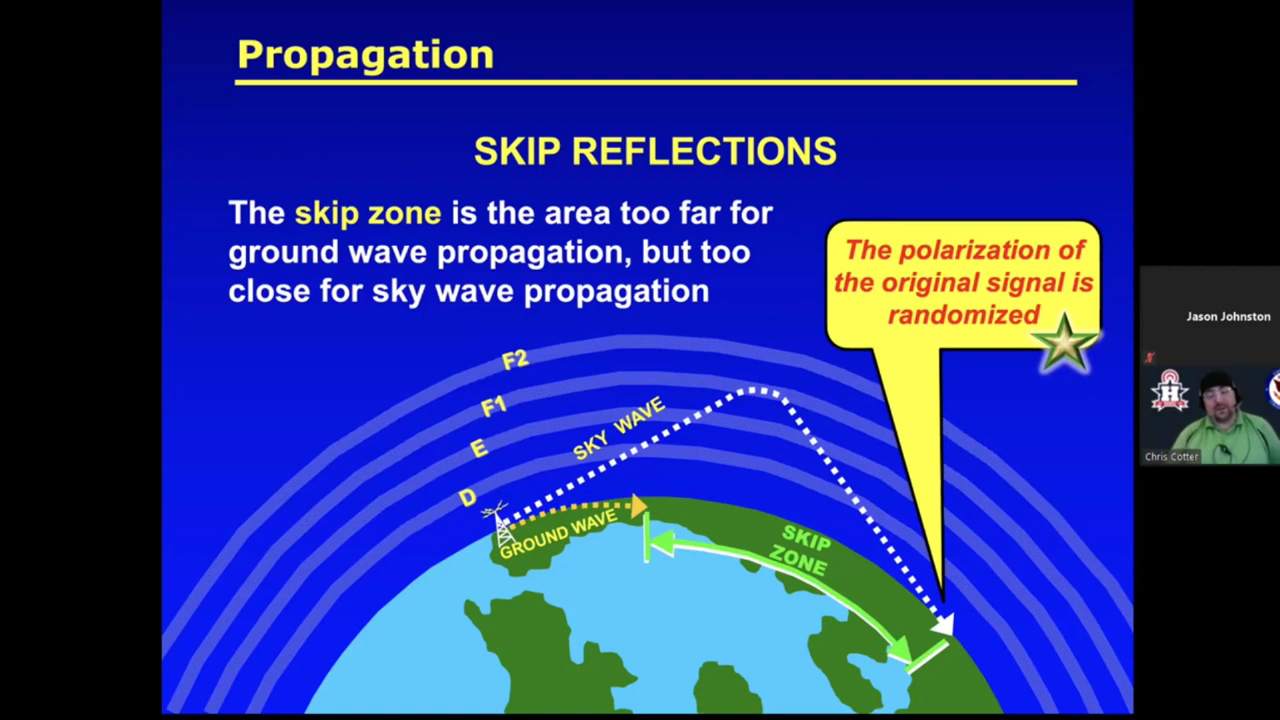 Propagation
SKIP REFLECTIONS
The skip zone is the area too far for
ground wave propagation, but too
close for sky wave propagation
The polarization of
the original signal is
randomized
F2
F1
E
D
SKY WAVE
GROUND WAVE
SKIP
ZONE
Jason Johnston
H
Chris Cotter